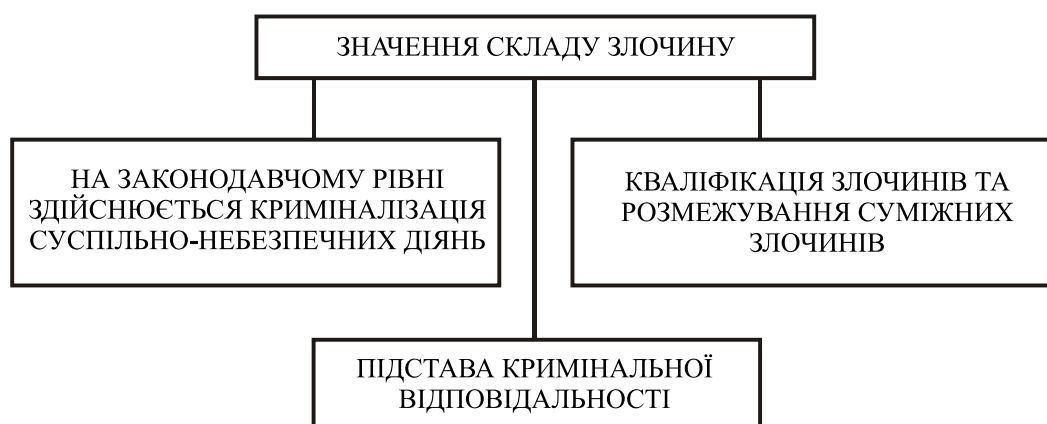 ЗНАЧЕННЯ СКЛАДУ ЗЛОЧИНУ
НА ЗАКОНОДАВЧОМУ РІВНІ
ЗДІЙСНЮЄТЬСЯ КРИМІНАЛІЗАЦІЯ
СУСПІЛЬНО-НЕБЕЗПЕЧНИХ ДІЯНЬ
КВАЛІФІКАЦІЯ ЗЛОЧИНІВ ТА
РОЗМЕЖУВАННЯ СУМІЖНИХ
ЗЛОЧИНІВ
ПІДСТАВА КРИМІНАЛЬНОЇ
ВІДПОВІДАЛЬНОСТІ